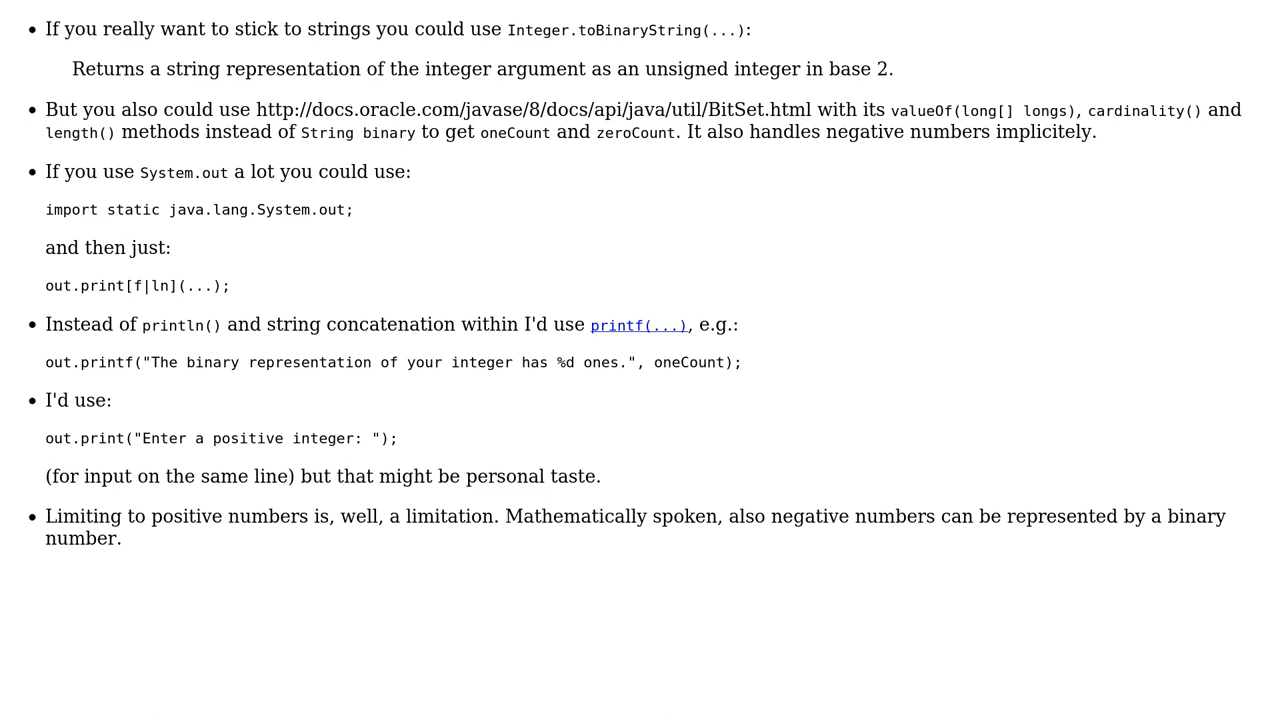 • If you really want to stick to strings you could use Integer.toBinaryString(...):
Returns a string representation of the integer argument as an unsigned integer in base 2.
• But you also could use http://docs.oracle.com/javase/8/docs/api/java/util/BitSet.html with its valueOf(long[] longs), cardinality() and
length() methods instead of String binary to get oneCount and zeroCount. It also handles negative numbers implicitely.
• If you use System.out a lot you could use:
import static java.lang.System.out;
and then just:
out.print[f|ln](...);
• Instead of println() and string concatenation within I'd use printf(...), e.g.:
out.printf("The binary representation of your integer has %d ones.", oneCount);
• I'd use:
out.print("Enter a positive integer: ");
(for input on the same line) but that might be personal taste.
• Limiting to positive numbers is, well, a limitation. Mathematically spoken, also negative numbers can be represented by a binary
number.